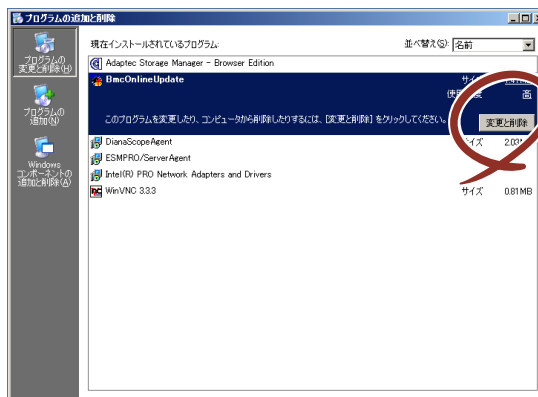 プログラムの追加と削除
プログラムの
変更と削除(H)
プログラムの
追加(N)
Windows
コンポーネントの
追加と削除(A)
現在インストールされているプログラム:
並べ替え(S): 名前
Adaptec Storage Manager - Browser Edition
BmcOnlineUpdate
このプログラムを変更したり、コンピュータから削除したりするには、[変更と削除] をクリックしてください。
変更と削除
DianaScopeAgent
ESMPRO/ServerAgent
Intel(R) PRO Network Adapters and Drivers
WinVNC 3.3.3 サイズ 0.81MB